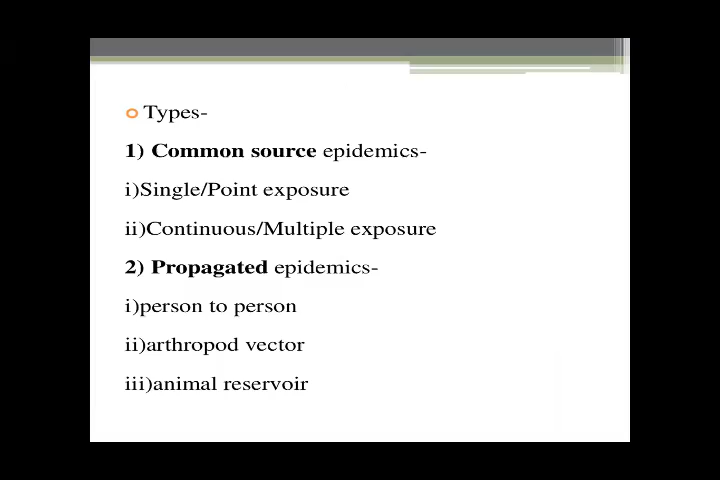 Types-
1) Common source epidemics-
i)Single/Point exposure
ii)Continuous/Multiple exposure
2) Propagated epidemics-
i)person to person
ii)arthropod vector
iii)animal reservoir